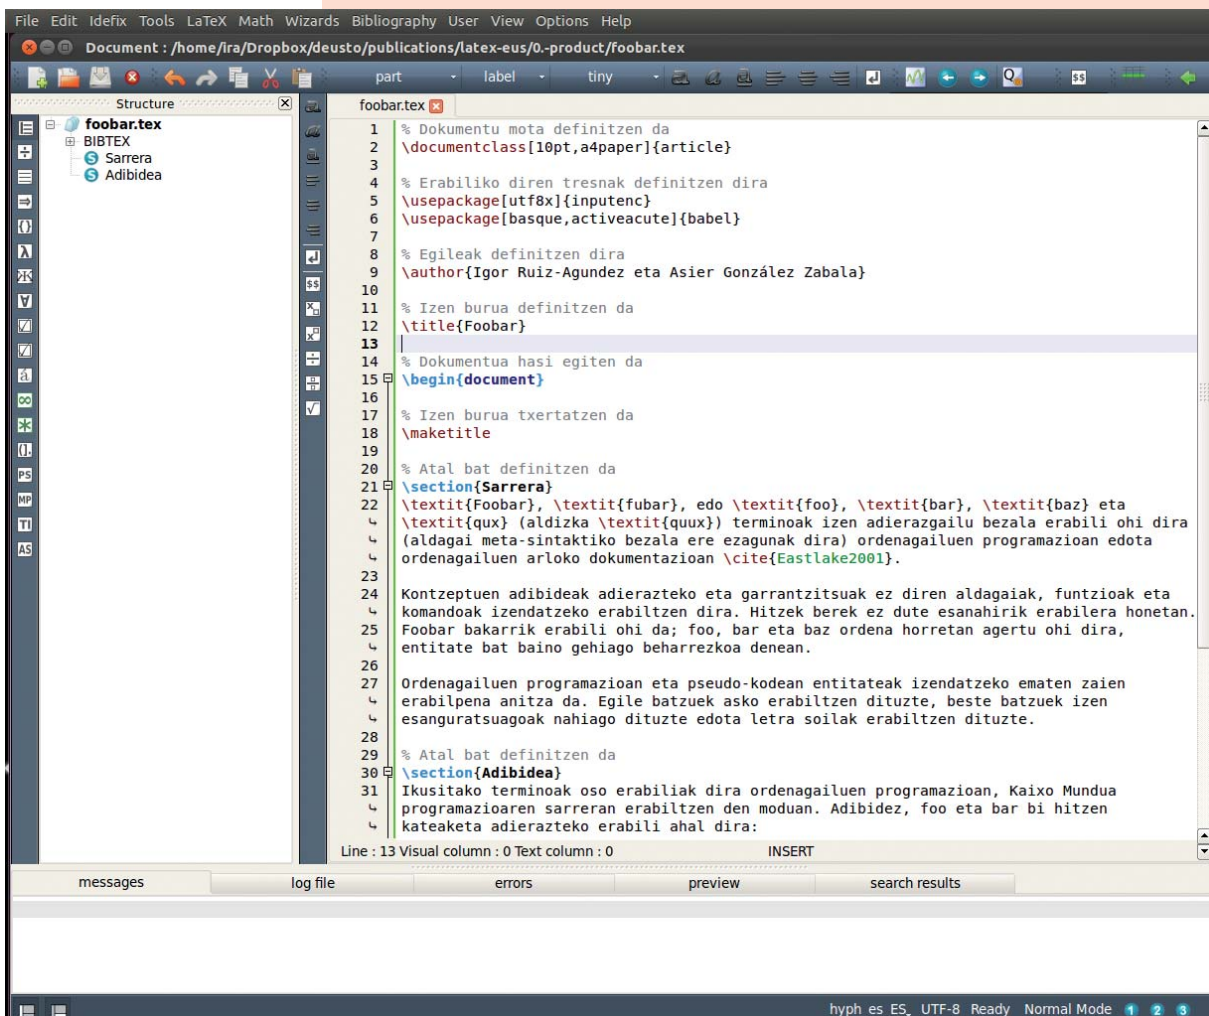 File Edit Idefix Tools LaTeX Math Wizards Bibliography User View Options Help
Document : /home/ira/Dropbox/deusto/publications/latex-eus/0.-product/foobar.tex
part label tiny $$
Structure
foobar.tex
BIBTEX
S Sarrera
S Adibidea
foobar.tex
1 % Dokumentu mota definitzen da
2 \documentclass[10pt,a4paper]{article}
3
4 % Erabiliko diren tresnak definitzen dira
5 \usepackage[utf8x]{inputenc}
6 \usepackage[basque,activeacute]{babel}
7
8 % Egileak definitzen dira
9 \author{Igor Ruiz-Agundez eta Asier González Zabala}
10
11 % Izen burua definitzen da
12 \title{Foobar}
13
14 % Dokumentua hasi egiten da
15 \begin{document}
16
17 % Izen burua txertatzen da
18 \maketitle
19
20 % Atal bat definitzen da
21 \section{Sarrera}
22 \textit{Foobar}, \textit{fubar}, edo \textit{foo}, \textit{bar}, \textit{baz} eta
\textit{qux} (aldizka \textit{quux}) terminoak izen adierazgailu bezala erabili ohi dira
(aldagai meta-sintaktiko bezala ere ezagunak dira) ordenagailuen programazioan edota
ordenagailuen arloko dokumentazioan \cite{Eastlake2001}.
23
24 Kontzeptuen adibideak adierazteko eta garrantzitsuak ez diren aldagaiak, funtzioak eta
komandoak izendatzeko erabiltzen dira. Hitzek berek ez dute esanahirik erabilera honetan.
25 Foobar bakarrik erabili ohi da; foo, bar eta baz ordena horretan agertu ohi dira,
entitate bat baino gehiago beharrezkoa denean.
26
27 Ordenagailuen programazioan eta pseudo-kodean entitateak izendatzeko ematen zaien
erabilpena anitza da. Egile batzuek asko erabiltzen dituzte, beste batzuek izen
esanguratsuagoak nahiago dituzte edota letra soilak erabiltzen dituzte.
28
29 % Atal bat definitzen da
30 \section{Adibidea}
31 Ikusitako terminoak oso erabiliak dira ordenagailuen programazioan, Kaixo Mundua
programazioaren sarreran erabiltzen den moduan. Adibidez, foo eta bar bi hitzen
kateaketa adierazteko erabili ahal dira:
Line : 13 Visual column : 0 Text column : 0 INSERT
messages log file errors preview search results
hyph_es_ES, UTF-8 Ready Normal Mode 1 2 3